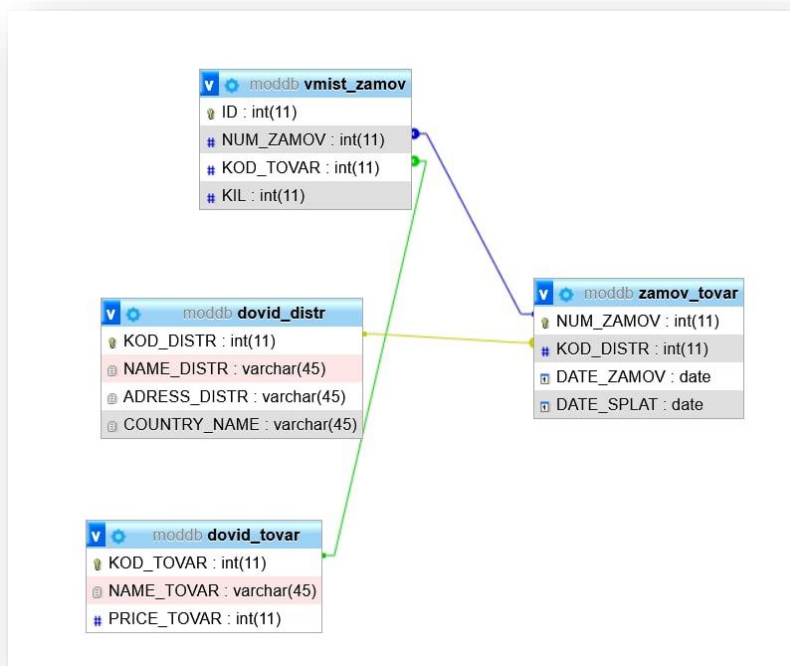 v moddb vmist_zamov
ID : int(11)
# NUM_ZAMOV : int(11)
# KOD_TOVAR : int(11)
# KIL : int(11)
v moddb dovid_distr
KOD_DISTR : int(11)
NAME_DISTR : varchar(45)
ADRESS_DISTR : varchar(45)
COUNTRY_NAME : varchar(45)
v moddb zamov_tovar
NUM_ZAMOV : int(11)
# KOD_DISTR : int(11)
DATE_ZAMOV : date
DATE_SPLAT : date
v moddb dovid_tovar
KOD_TOVAR : int(11)
NAME_TOVAR : varchar(45)
# PRICE_TOVAR : int(11)